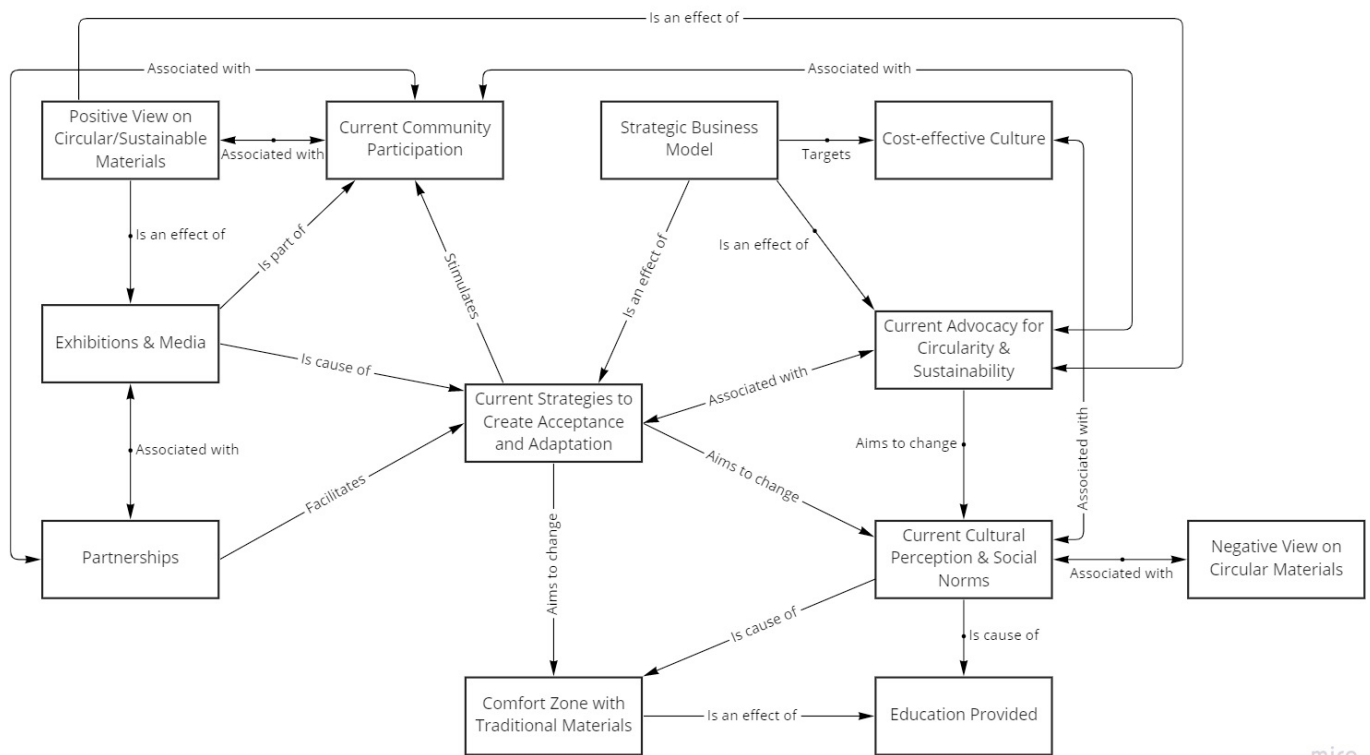 Is an effect of
Associated with
Associated with
Positive View on
Circular/Sustainable
Materials
Associated with
Current Community
Participation
Strategic Business
Model
Targets
Cost-effective Culture
Is an effect of
Is part of
Stimulates
Is an effect of
Is an effect of
Exhibitions & Media
Is cause of
Current Advocacy for
Circularity &
Sustainability
Associated with
Current Strategies to
Create Acceptance
and Adaptation
Associated with
Aims to change
Associated with
Aims to change
Facilitates
Aims to change
Partnerships
Current Cultural
Perception & Social
Norms
Associated with
Negative View on
Circular Materials
Is cause of
Is cause of
Comfort Zone with
Traditional Materials
Is an effect of
Education Provided
miro